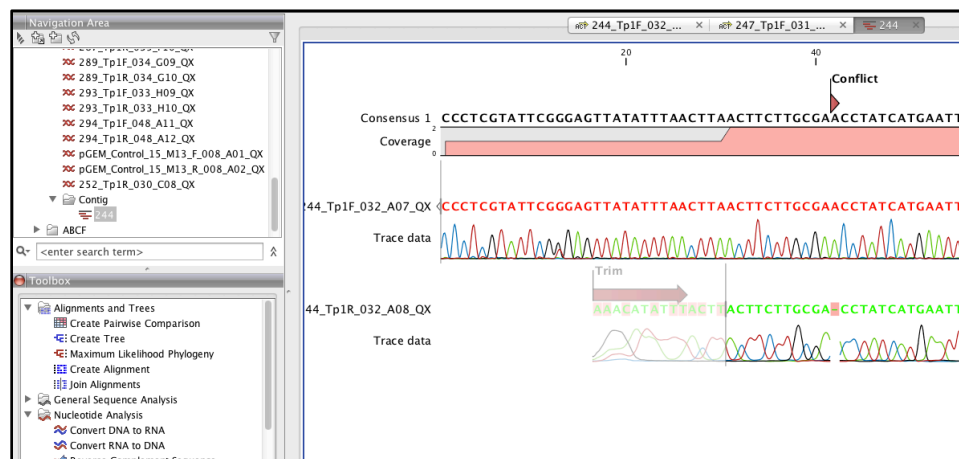 Navigation Area
289_Tp1F_034_G09_QX
289_Tp1R_034_G10_QX
293_Tp1F_033_H09_QX
293_Tp1R_033_H10_QX
294_Tp1F_048_A11_QX
294_Tp1R_048_A12_QX
pGEM_Control_15_M13_F_008_A01_QX
pGEM_Control_15_M13_R_008_A02_QX
252_Tp1R_030_C08_QX
Contig
244
ABCF
<enter search term>
Toolbox
Alignments and Trees
Create Pairwise Comparison
Create Tree
Maximum Likelihood Phylogeny
Create Alignment
Join Alignments
General Sequence Analysis
Nucleotide Analysis
Convert DNA to RNA
Convert RNA to DNA
244_Tp1F_032_...
247_Tp1F_031_...
244
20 40
Conflict
Consensus 1 CCCTCGTATTCGGGAGTTATATTTAACTTAACTTCTTGCGAACCTATCATGAATT
2
Coverage
0
44_Tp1F_032_A07_QX CCCTCGTATTCGGGAGTTATATTTAACTTAACTTCTTGCGAACCTATCATGAATT
Trace data
Trim
44_Tp1R_032_A08_QX AAACATATTTACTTACTTCTTGCGA-CCTATCATGAATT
Trace data